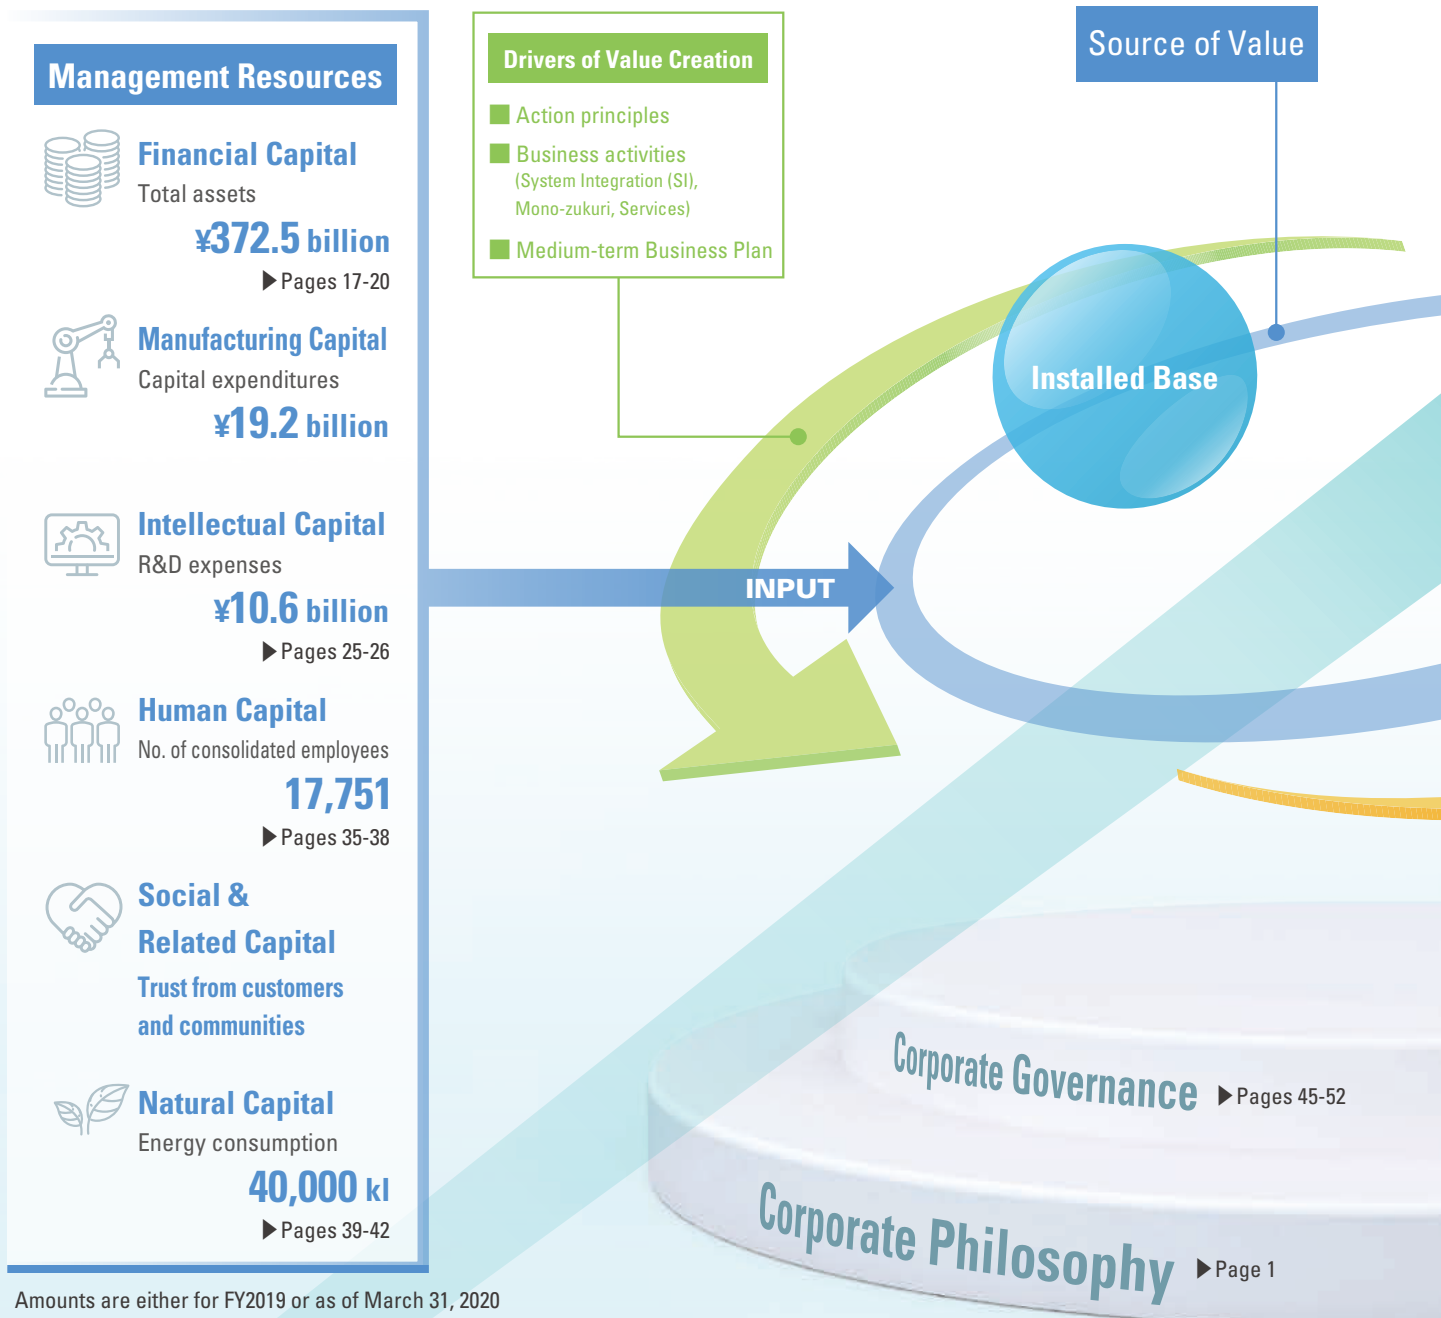 Management Resources
Financial Capital
Total assets
¥372.5 billion
▶Pages 17-20
Manufacturing Capital
Capital expenditures
¥19.2 billion
Intellectual Capital
R&D expenses
¥10.6 billion
▶Pages 25-26
Human Capital
No. of consolidated employees
17,751
▶Pages 35-38
Social &
Related Capital
Trust from customers
and communities
Natural Capital
Energy consumption
40,000 kl
▶Pages 39-42
Amounts are either for FY2019 or as of March 31, 2020
Drivers of Value Creation
■ Action principles
■ Business activities
(System Integration (SI),
Mono-zukuri, Services)
■ Medium-term Business Plan
Source of Value
Installed Base
INPUT
Corporate Governance ▶Pages 45-52
Corporate Philosophy ▶Page 1